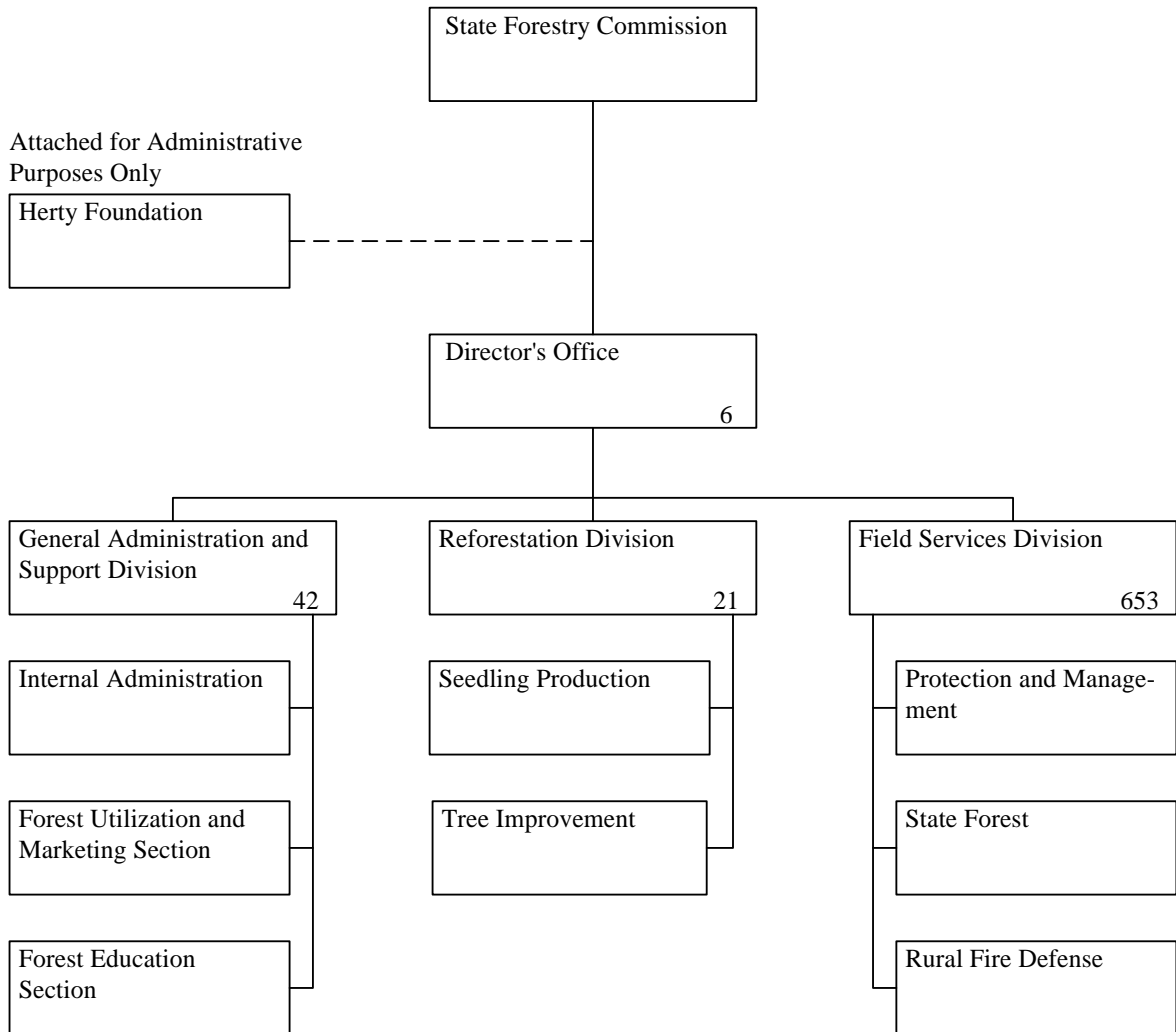 State Forestry Commission
Attached for Administrative
Purposes Only
Herty Foundation
Director's Office
6
General Administration and
Support Division
42
Reforestation Division
21
Field Services Division
653
Internal Administration
Seedling Production
Protection and Manage-
ment
Forest Utilization and
Marketing Section
Tree Improvement
State Forest
Forest Education
Section
Rural Fire Defense